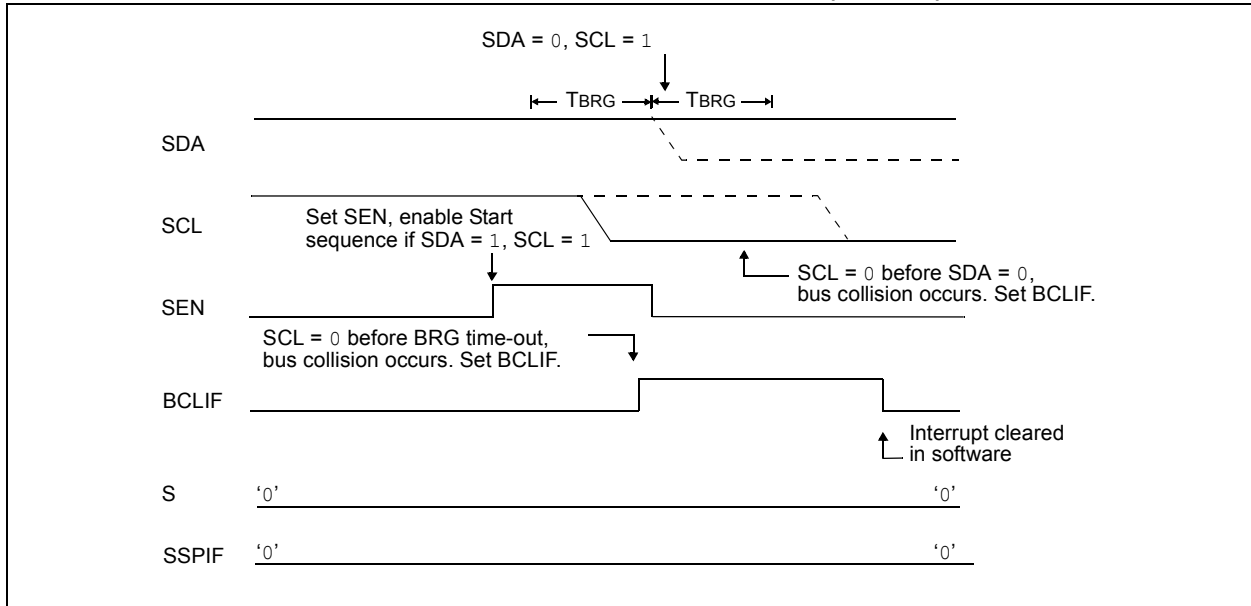 SDA = 0, SCL = 1
TBRG TBRG
SDA
SCL
Set SEN, enable Start
sequence if SDA = 1, SCL = 1
SCL = 0 before SDA = 0,
bus collision occurs. Set BCLIF.
SEN
SCL = 0 before BRG time-out,
bus collision occurs. Set BCLIF.
BCLIF
Interrupt cleared
in software
S ‘0’ ‘0’
SSPIF ‘0’ ‘0’